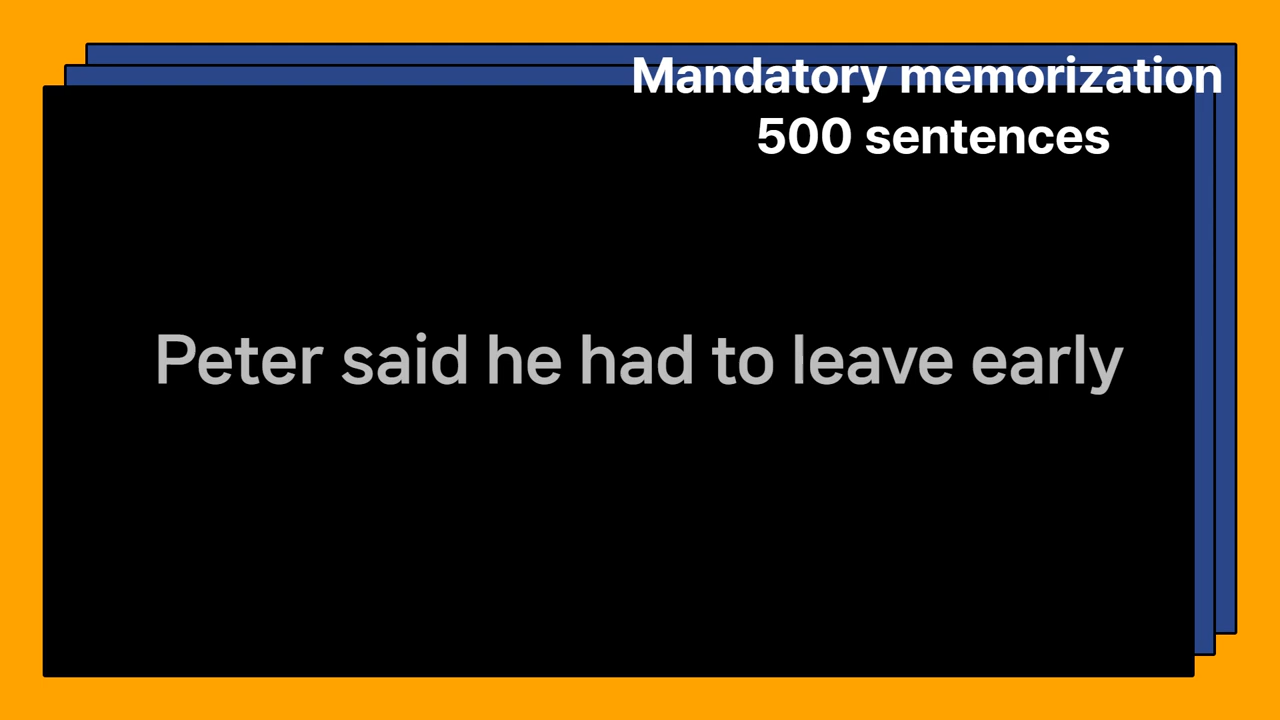 Mandatory memorization
500 sentences
Peter said he had to leave early